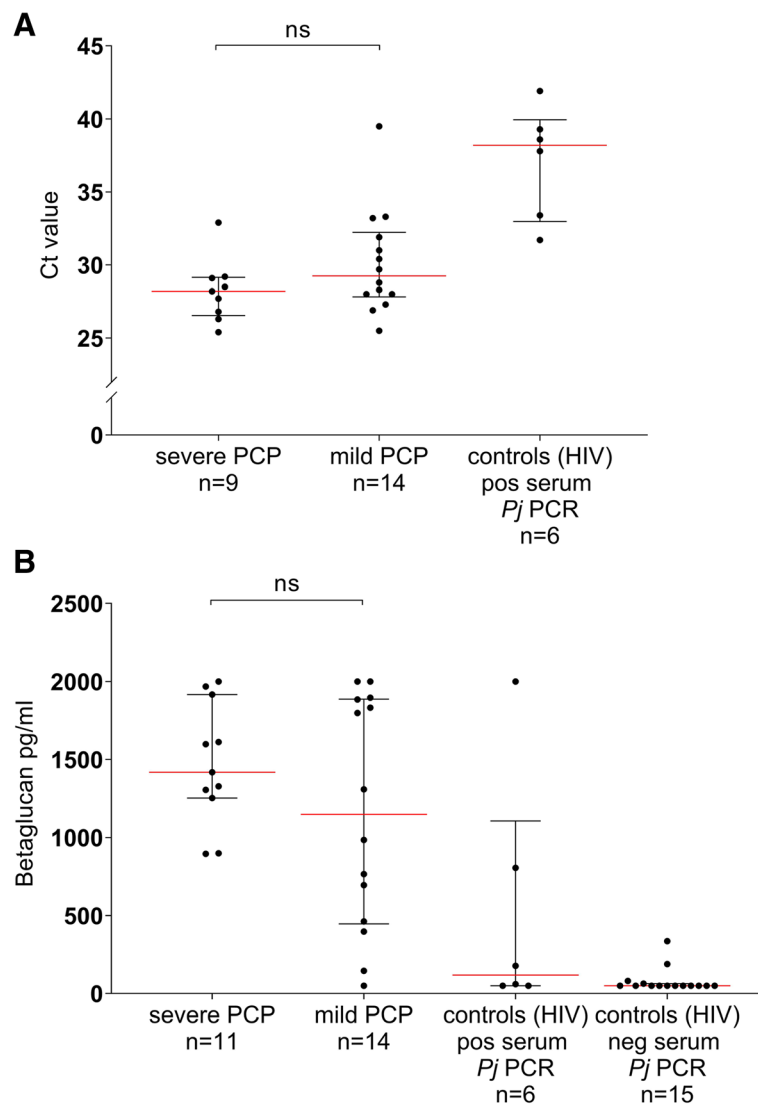 A
ns
45
40
35
30
25
0
Ct value
severe PCP
n=9
mild PCP
n=14
controls (HIV)
pos serum
Pj PCR
n=6
B
ns
2500
2000
1500
1000
500
0
Betaglucan pg/ml
severe PCP
n=11
mild PCP
n=14
controls (HIV)
pos serum
Pj PCR
n=6
controls (HIV)
neg serum
Pj PCR
n=15